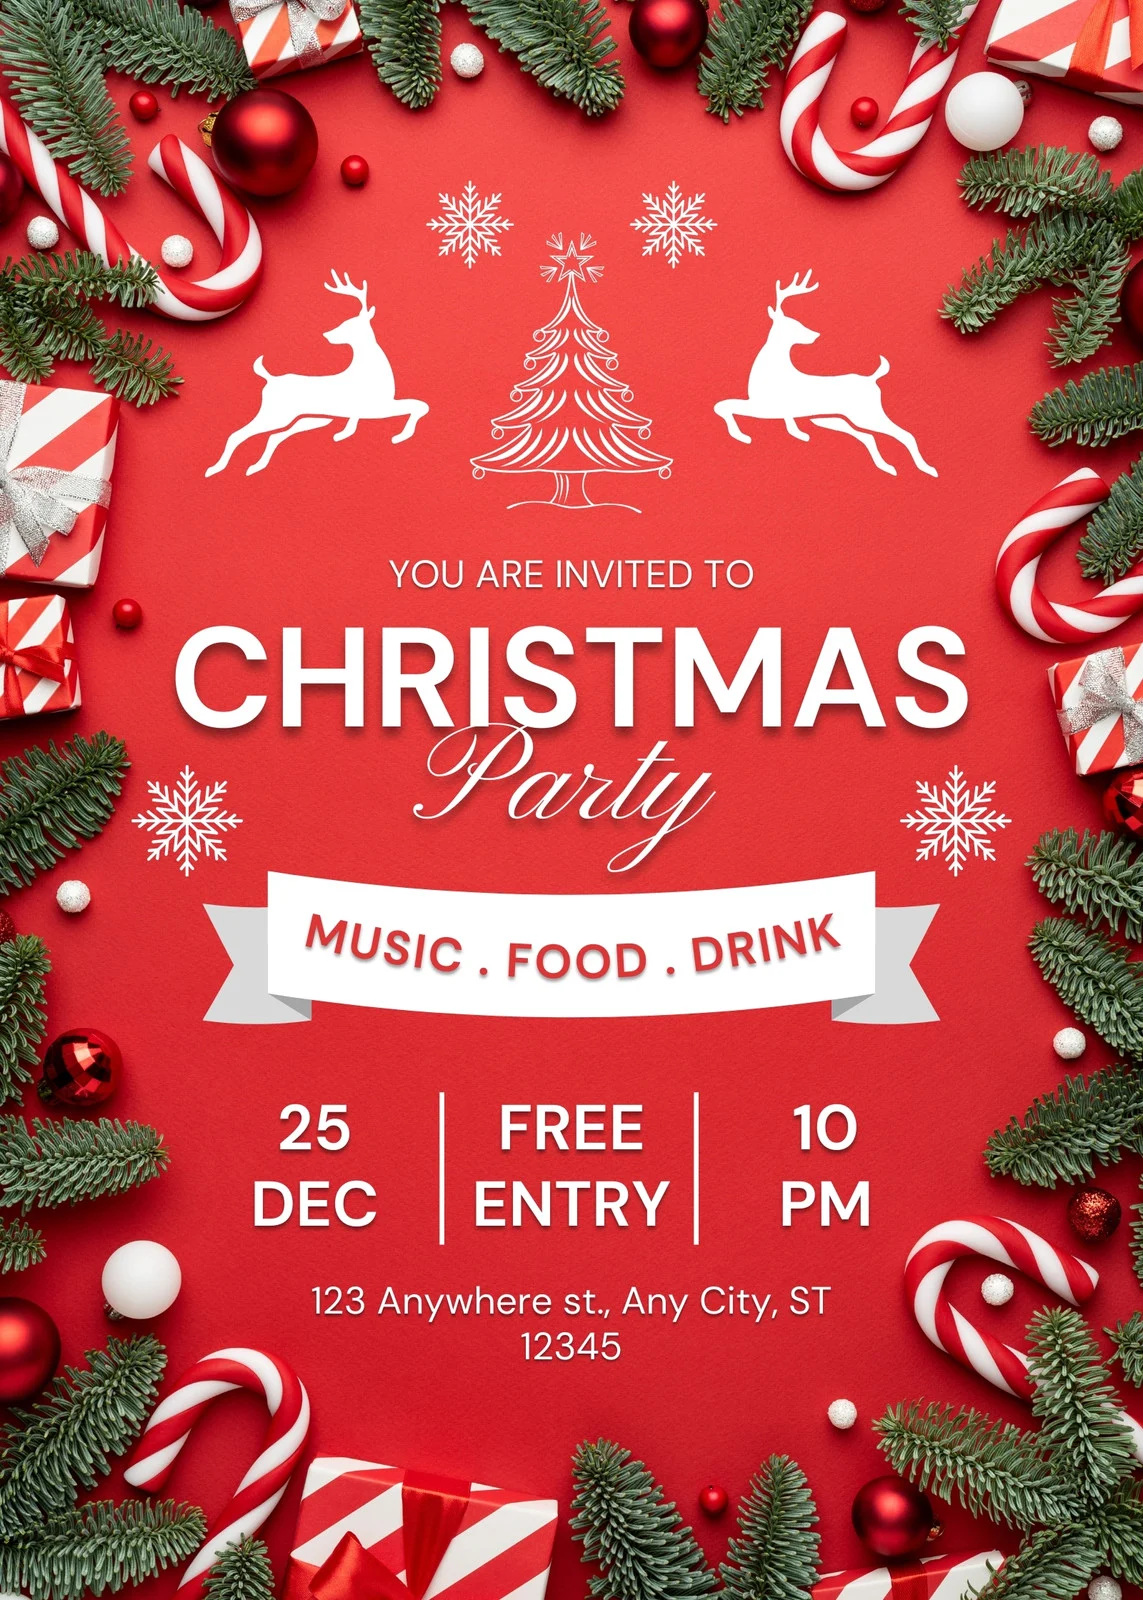 YOU ARE INVITED TO
CHRISTMAS
Party
MUSIC . FOOD . DRINK
25
DEC
FREE
ENTRY
10
PM
123 Anywhere st., Any City, ST
12345